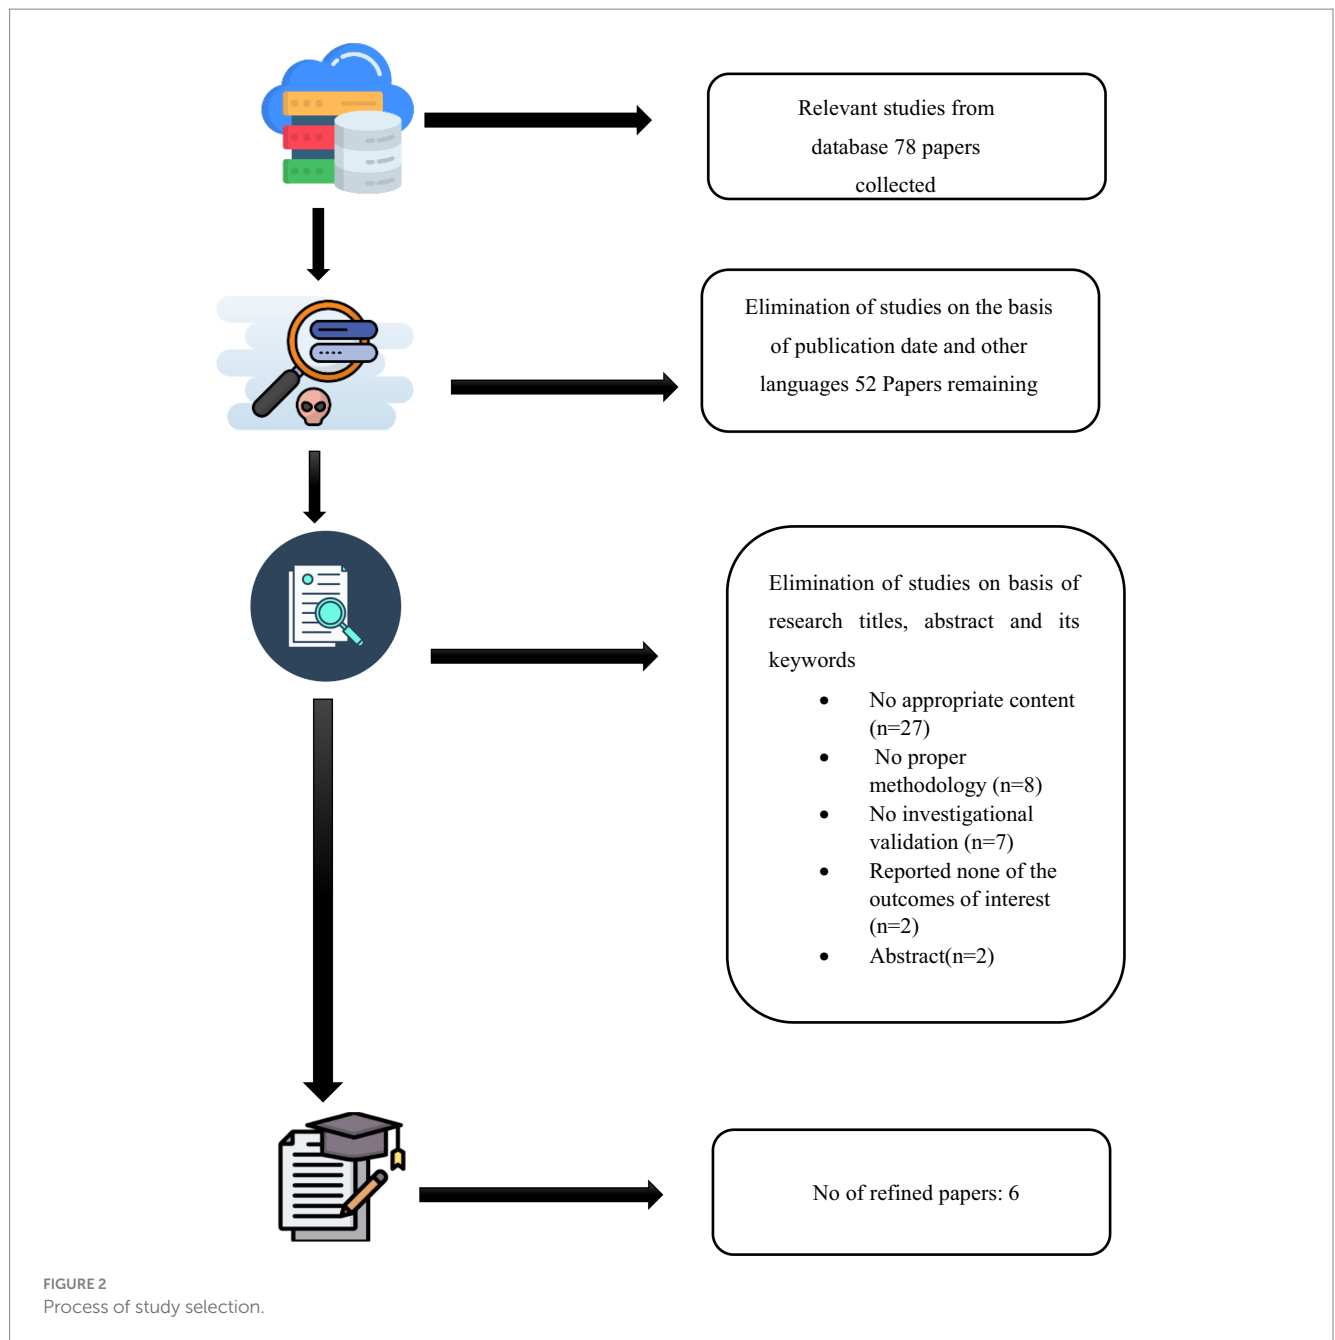 Relevant studies from
database 78 papers
collected
Elimination of studies on the basis
of publication date and other
languages 52 Papers remaining
Elimination of studies on basis of
research titles, abstract and its
keywords
• No appropriate content
(n=27)
• No proper
methodology (n=8)
• No investigational
validation (n=7)
• Reported none of the
outcomes of interest
(n=2)
• Abstract(n=2)
No of refined papers: 6
FIGURE 2
Process of study selection.